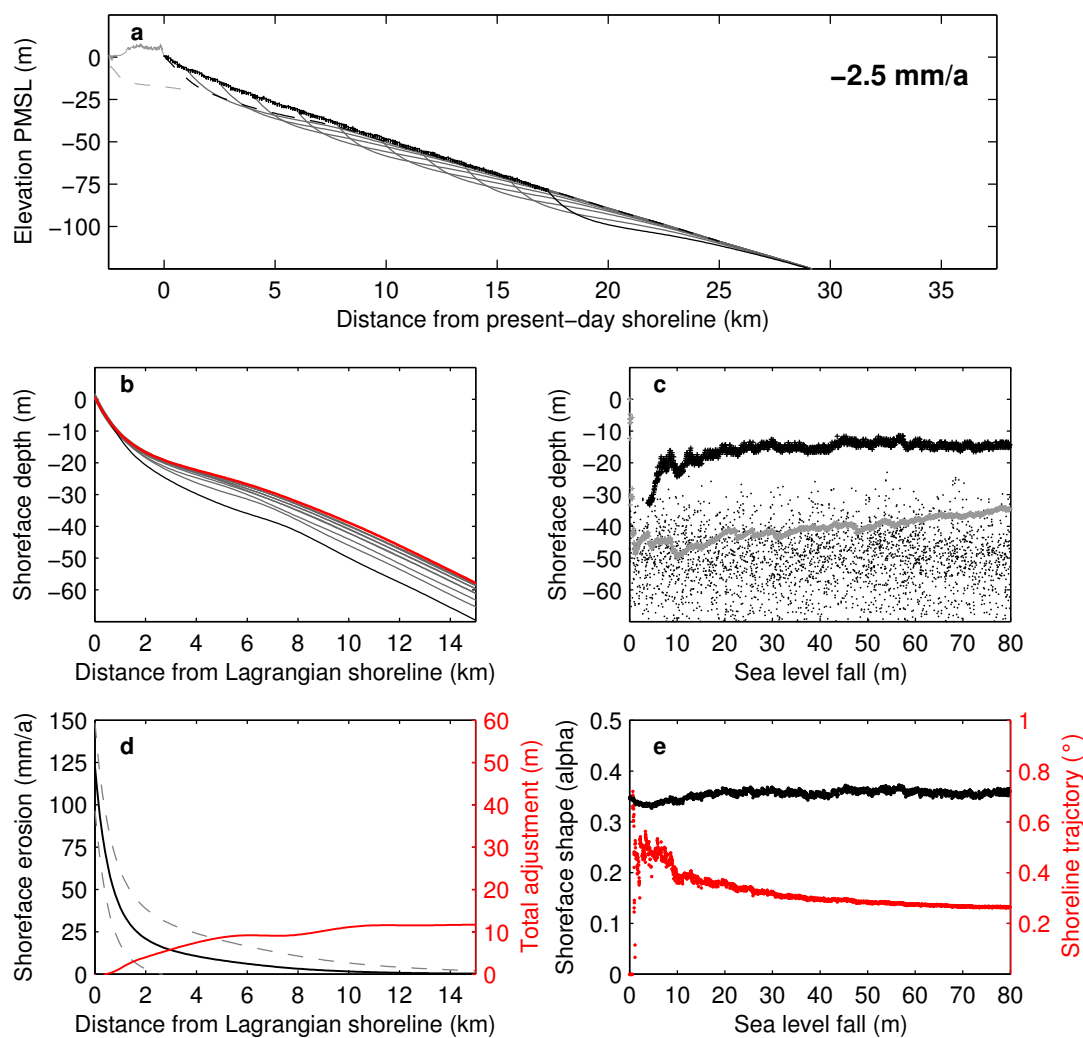 a
−2.5 mm/a
Elevation PMSL (m)
0
−25
−50
−75
−100
0 5 10 15 20 25 30 35
Distance from present−day shoreline (km)
b
Shoreface depth (m)
0
−10
−20
−30
−40
−50
−60
0 2 4 6 8 10 12 14
Distance from Lagrangian shoreline (km)
c
Shoreface depth (m)
0
−10
−20
−30
−40
−50
−60
0 10 20 30 40 50 60 70 80
Sea level fall (m)
d
Shoreface erosion (mm/a)
150
125
100
75
50
25
0
Total adjustment (m)
60
50
40
30
20
10
0
0 2 4 6 8 10 12 14
Distance from Lagrangian shoreline (km)
e
Shoreface shape (alpha)
0.5
0.4
0.3
0.2
0.1
0
Shoreline trajctory (°)
1
0.8
0.6
0.4
0.2
0 10 20 30 40 50 60 70 80
Sea level fall (m)